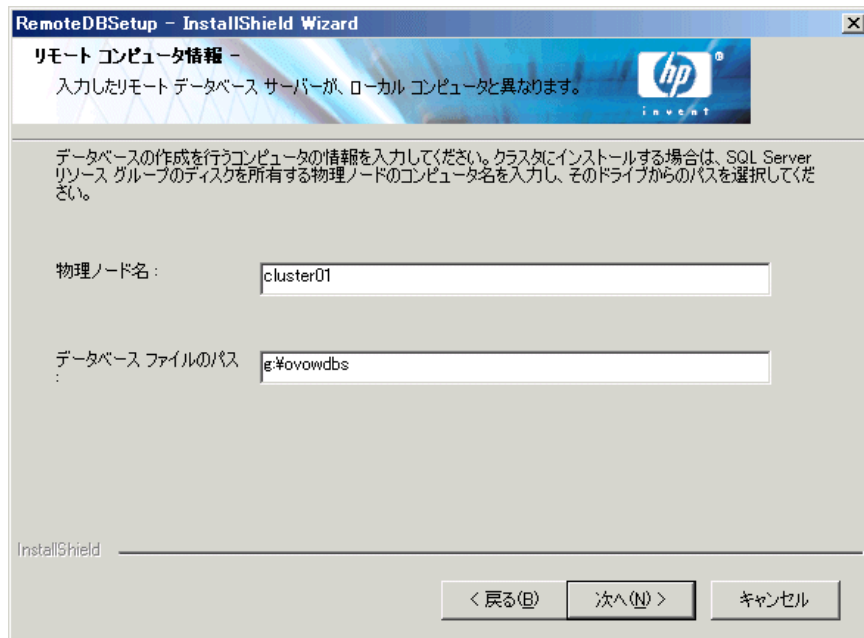 RemoteDBSetup - InstallShield Wizard
リモート コンピュータ情報 -
入力したリモート データベース サーバーが、ローカル コンピュータと異なります。
hp
®
invent
データベースの作成を行うコンピュータの情報を入力してください。クラスタにインストールする場合は、SQL Server
リソース グループのディスクを所有する物理ノードのコンピュータ名を入力し、そのドライブからのパスを選択してくだ
さい。
物理ノード名 :
cluster01
データベース ファイルのパス
:
g:¥ovowdbs
InstallShield
< 戻る(B)
次へ(N) >
キャンセル